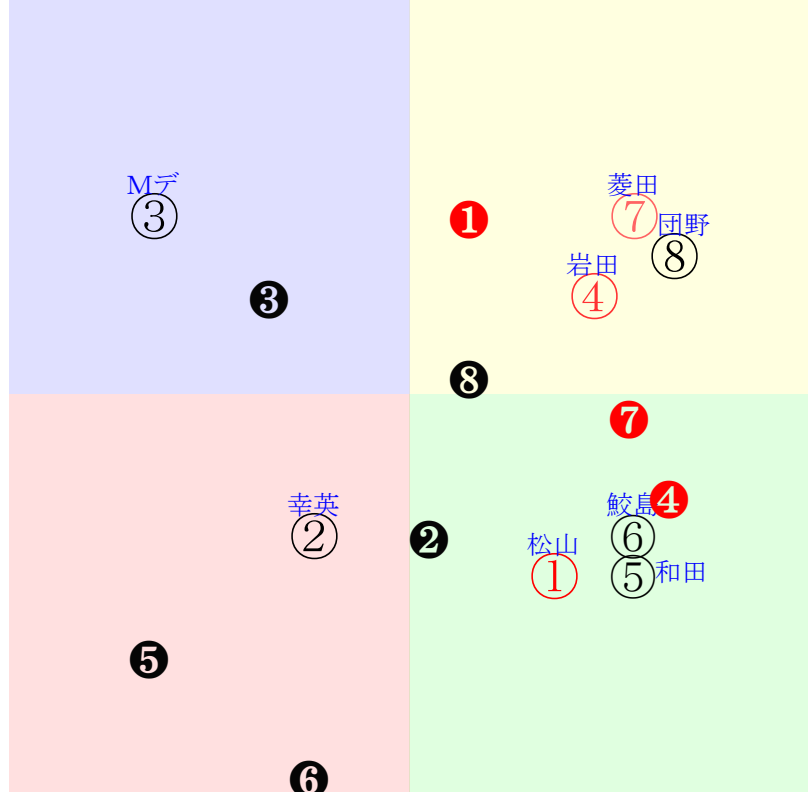 Mデ
③
❶
菱田
⑦
団野
⑧
岩田
④
❸
❽
❼
幸英
②
❷
鮫島
❹
⑥
松山
①
⑤
和田
❺
❻